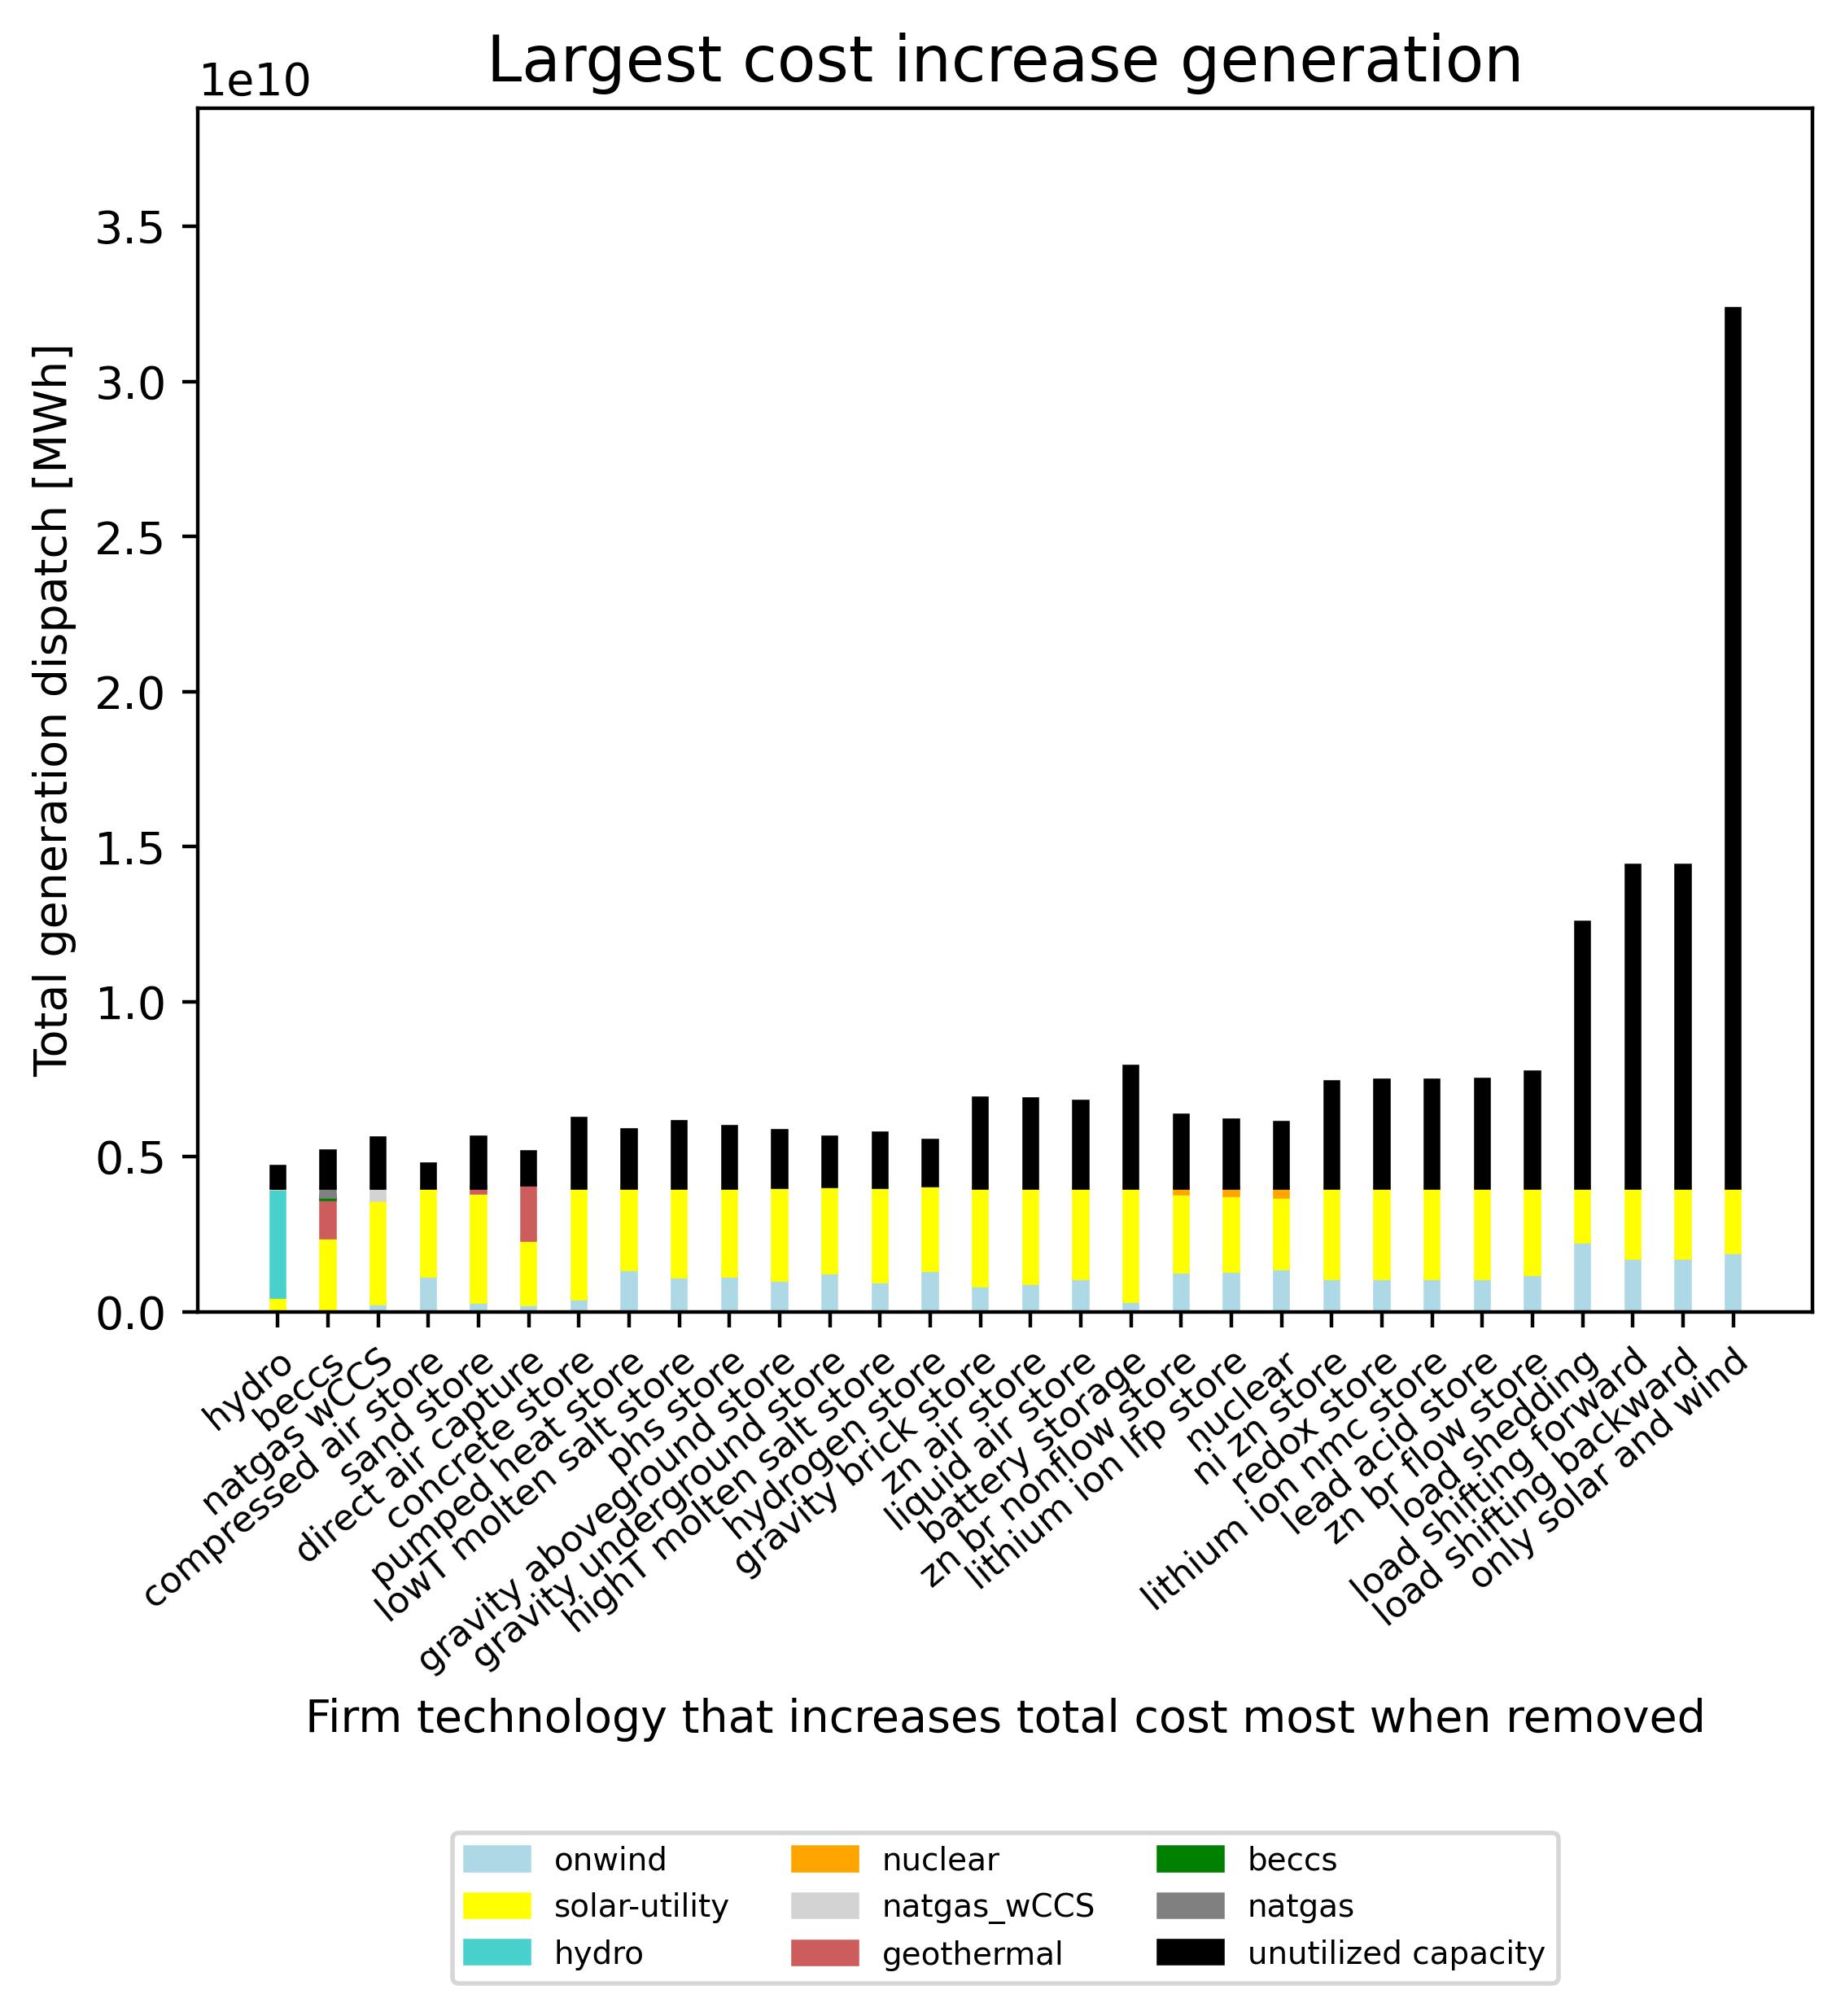 Largest cost increase generation
1e10
3.5
3.0
2.5
2.0
1.5
1.0
0.5
0.0
Total generation dispatch [MWh]
hydro
beccs
natgas wCCS
compressed air store
sand store
direct air capture
concrete store
pumped heat store
lowT molten salt store
phs store
gravity aboveground store
gravity underground store
highT molten salt store
hydrogen store
gravity brick store
zn air store
liquid air store
battery storage
zn br nonflow store
lithium ion lfp store
nuclear
ni zn store
redox store
lithium ion nmc store
lead acid store
zn br flow store
load shedding
load shifting forward
load shifting backward
only solar and wind
Firm technology that increases total cost most when removed
onwind
solar-utility
hydro
nuclear
natgas_wCCS
geothermal
beccs
natgas
unutilized capacity